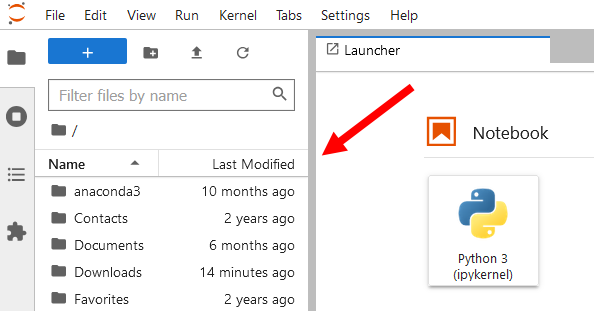 File Edit View Run Kernel Tabs Settings Help
+
Launcher
Filter files by name
/
Name Last Modified
anaconda3 10 months ago
Contacts 2 years ago
Documents 6 months ago
Downloads 14 minutes ago
Favorites 2 years ago
Notebook
Python 3
(ipykernel)